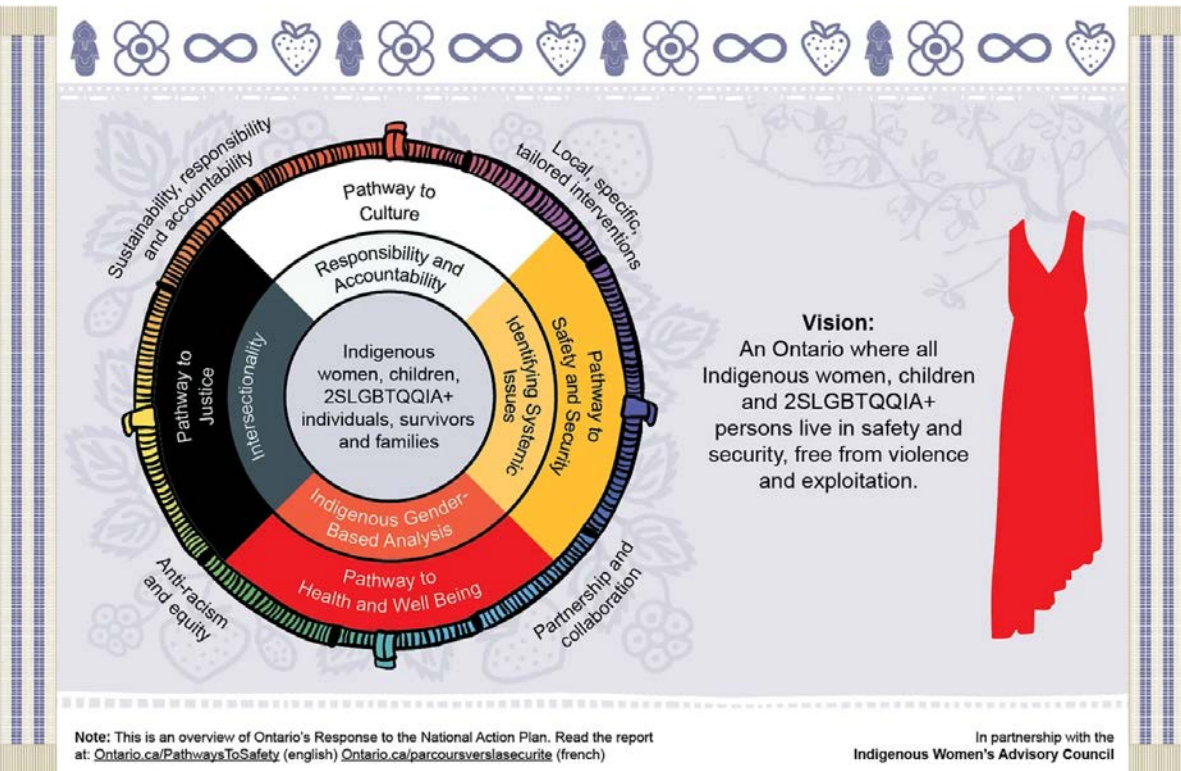 Sustainability, responsibility
and accountability
Local, specific,
tailored interventions
Pathway to
Culture
Responsibility and
Accountability
Pathway to
Justice
Intersectionality
Indigenous
women, children,
2SLGBTQQIA+
individuals, survivors
and families
Identifying Systemic
Issues
Pathway to
Safety and Security
Indigenous Gender-
Based Analysis
Pathway to
Health and Well Being
Anti-racism
and equity
Partnership and
collaboration
Vision:
An Ontario where all
Indigenous women, children
and 2SLGBTQQIA+
persons live in safety and
security, free from violence
and exploitation.
Note: This is an overview of Ontario's Response to the National Action Plan. Read the report
at: Ontario.ca/PathwaysToSafety (english) Ontario.ca/parcoursverslasecurite (french)
In partnership with the
Indigenous Women's Advisory Council